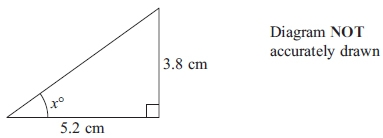 Diagram NOT
accurately drawn
3.8 cm
x°
5.2 cm